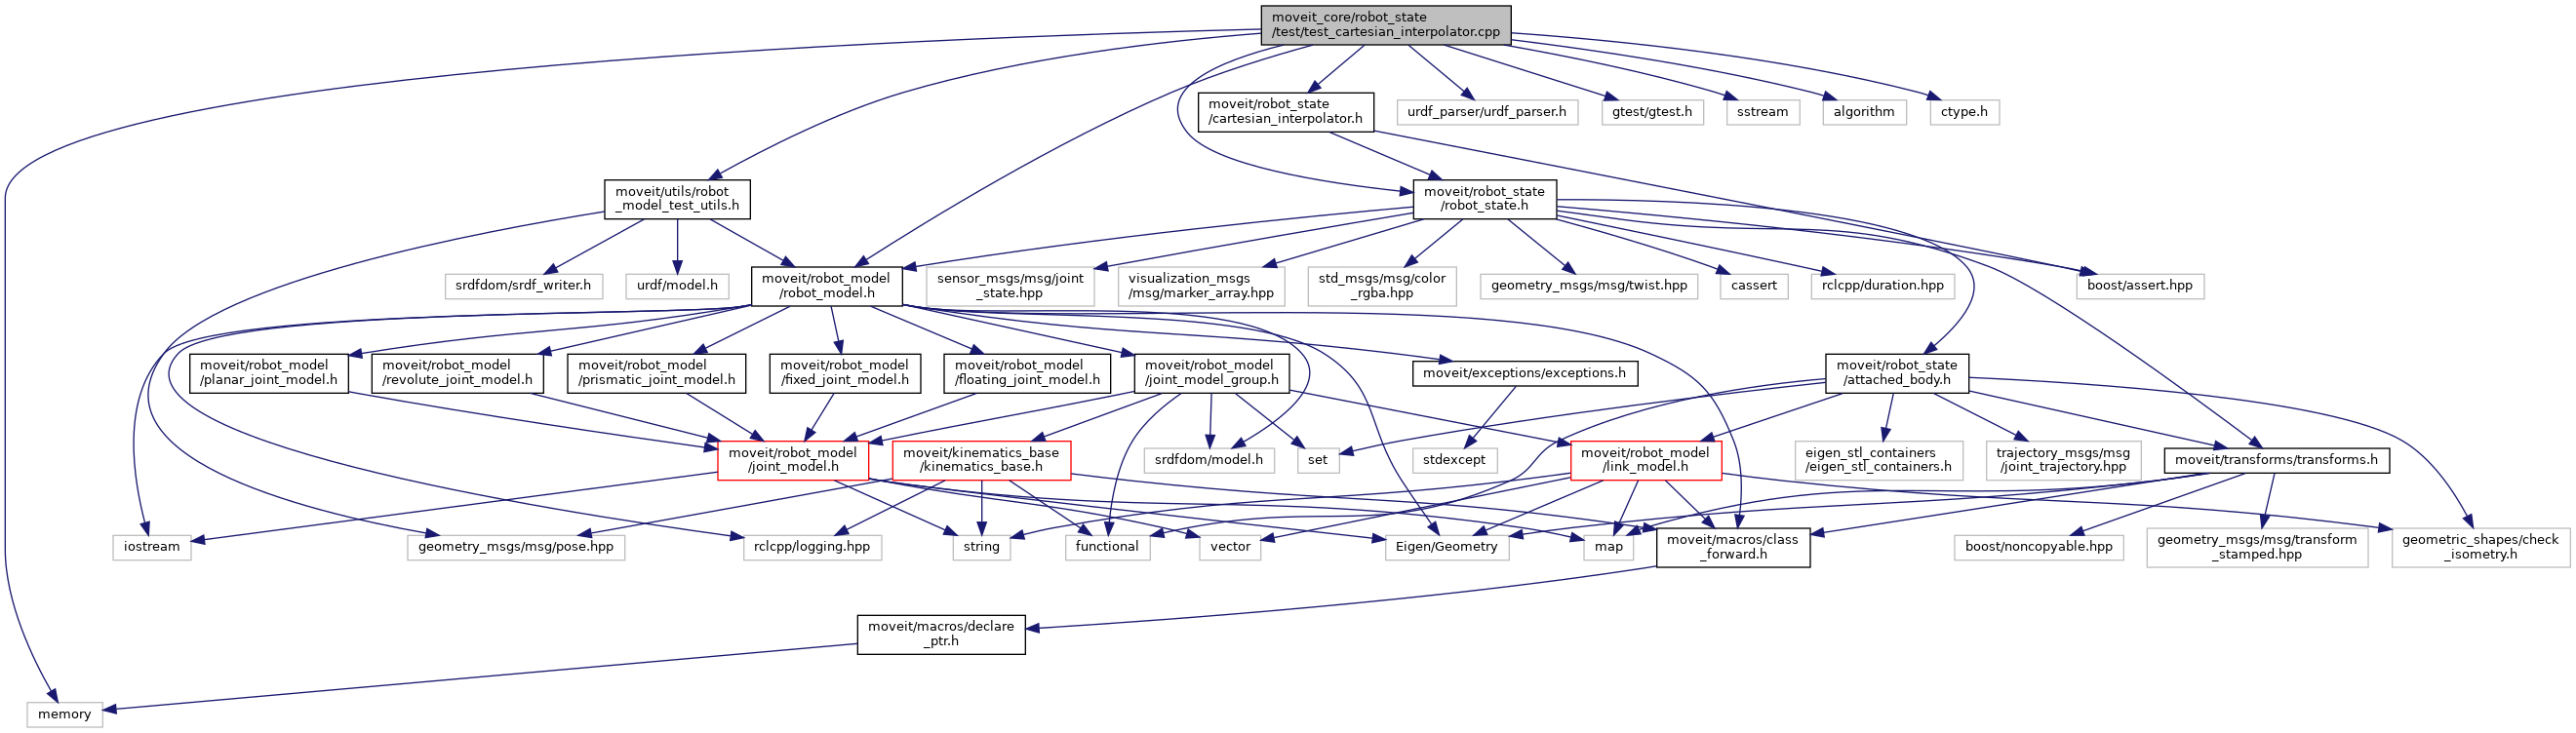 moveit_core/robot_state
/test/test_cartesian_interpolator.cpp
moveit/robot_state
/cartesian_interpolator.h
urdf_parser/urdf_parser.h
gtest/gtest.h
sstream
algorithm
ctype.h
moveit/utils/robot
_model_test_utils.h
moveit/robot_state
/robot_state.h
srdfdom/srdf_writer.h
urdf/model.h
moveit/robot_model
/robot_model.h
sensor_msgs/msg/joint
_state.hpp
visualization_msgs
/msg/marker_array.hpp
std_msgs/msg/color
_rgba.hpp
geometry_msgs/msg/twist.hpp
cassert
rclcpp/duration.hpp
boost/assert.hpp
moveit/robot_model
/planar_joint_model.h
moveit/robot_model
/revolute_joint_model.h
moveit/robot_model
/prismatic_joint_model.h
moveit/robot_model
/fixed_joint_model.h
moveit/robot_model
/floating_joint_model.h
moveit/robot_model
/joint_model_group.h
moveit/exceptions/exceptions.h
moveit/robot_state
/attached_body.h
moveit/robot_model
/joint_model.h
moveit/kinematics_base
/kinematics_base.h
srdfdom/model.h
set
stdexcept
moveit/robot_model
/link_model.h
eigen_stl_containers
/eigen_stl_containers.h
trajectory_msgs/msg
/joint_trajectory.hpp
moveit/transforms/transforms.h
iostream
geometry_msgs/msg/pose.hpp
rclcpp/logging.hpp
string
functional
vector
Eigen/Geometry
map
moveit/macros/class
_forward.h
boost/noncopyable.hpp
geometry_msgs/msg/transform
_stamped.hpp
geometric_shapes/check
_isometry.h
moveit/macros/declare
_ptr.h
memory